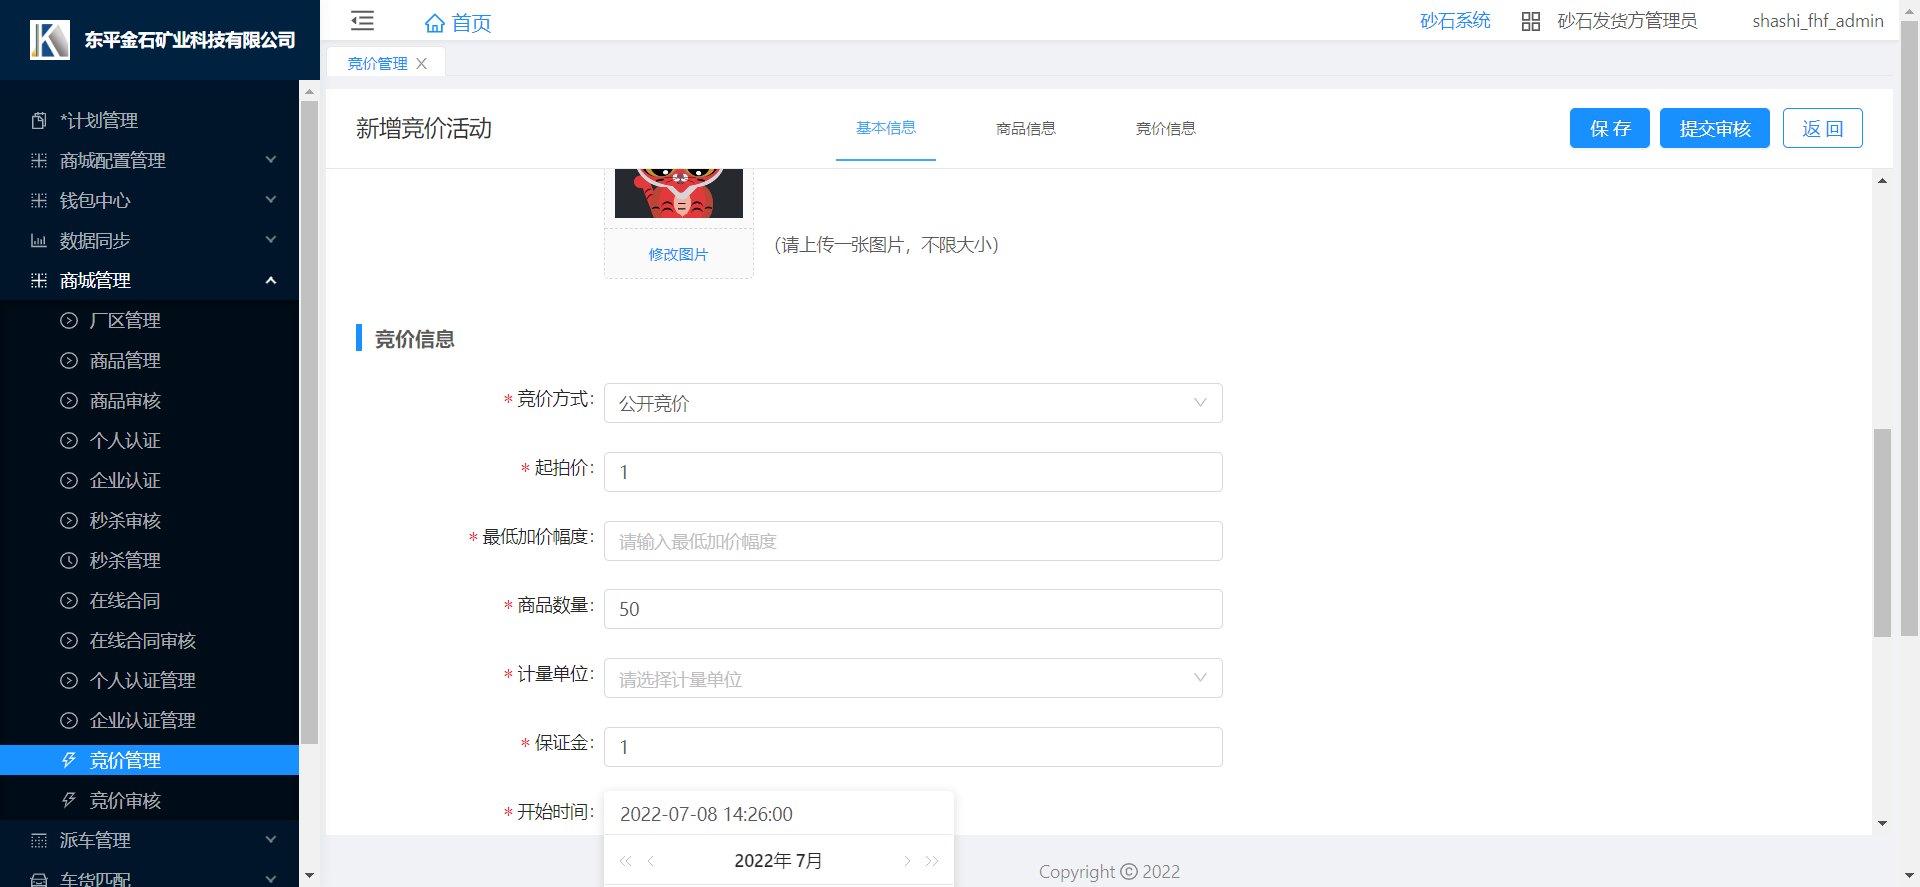 东平金石矿业科技有限公司
首页
砂石系统
砂石发货方管理员
shashi_fhf_admin
竞价管理
*计划管理
商城配置管理
钱包中心
数据同步
商城管理
厂区管理
商品管理
商品审核
个人认证
企业认证
秒杀审核
秒杀管理
在线合同
在线合同审核
个人认证管理
企业认证管理
竞价管理
竞价审核
派车管理
车货匹配
新增竞价活动
基本信息
商品信息
竞价信息
保 存
提交审核
返 回
修改图片
(请上传一张图片，不限大小)
竞价信息
* 竞价方式:
公开竞价
* 起拍价:
1
* 最低加价幅度:
请输入最低加价幅度
* 商品数量:
50
* 计量单位:
请选择计量单位
* 保证金:
1
* 开始时间:
2022-07-08 14:26:00
2022年 7月
Copyright © 2022